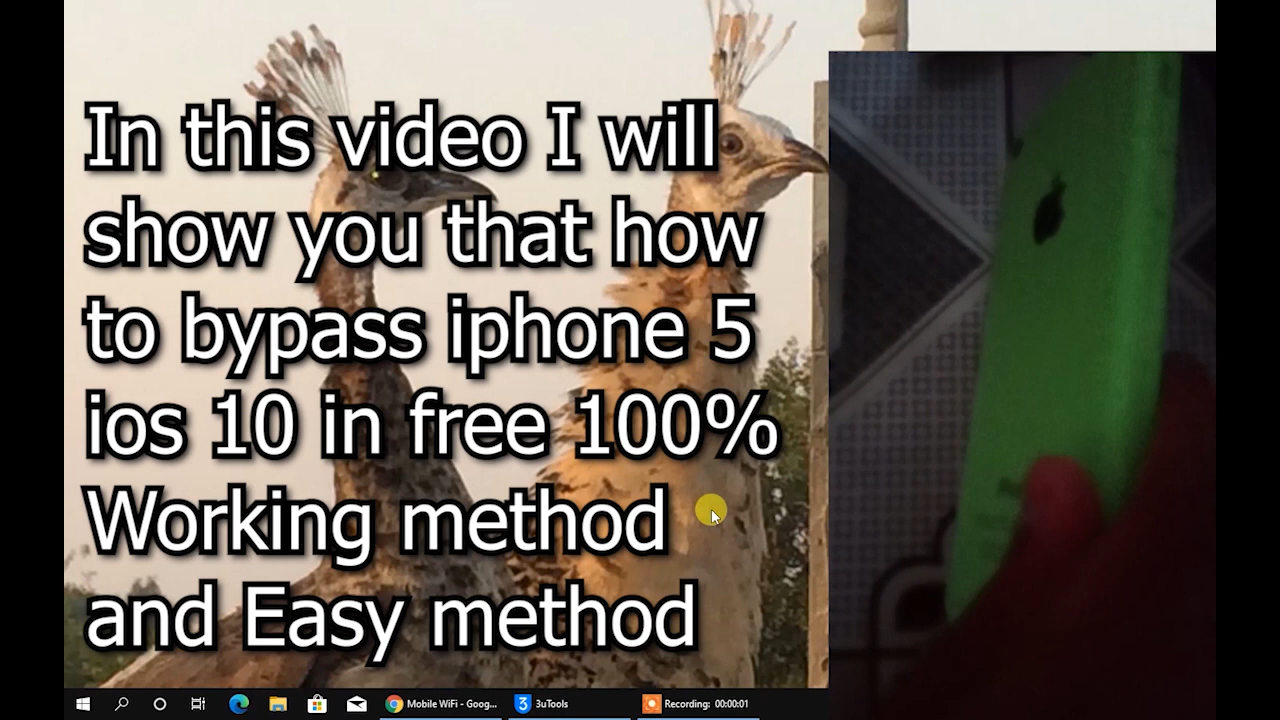 In this video I will
show you that how
to bypass iphone 5
ios 10 in free 100%
Working method
and Easy method
Mobile WiFi - Goog...
3uTools
Recording: 00:00:01